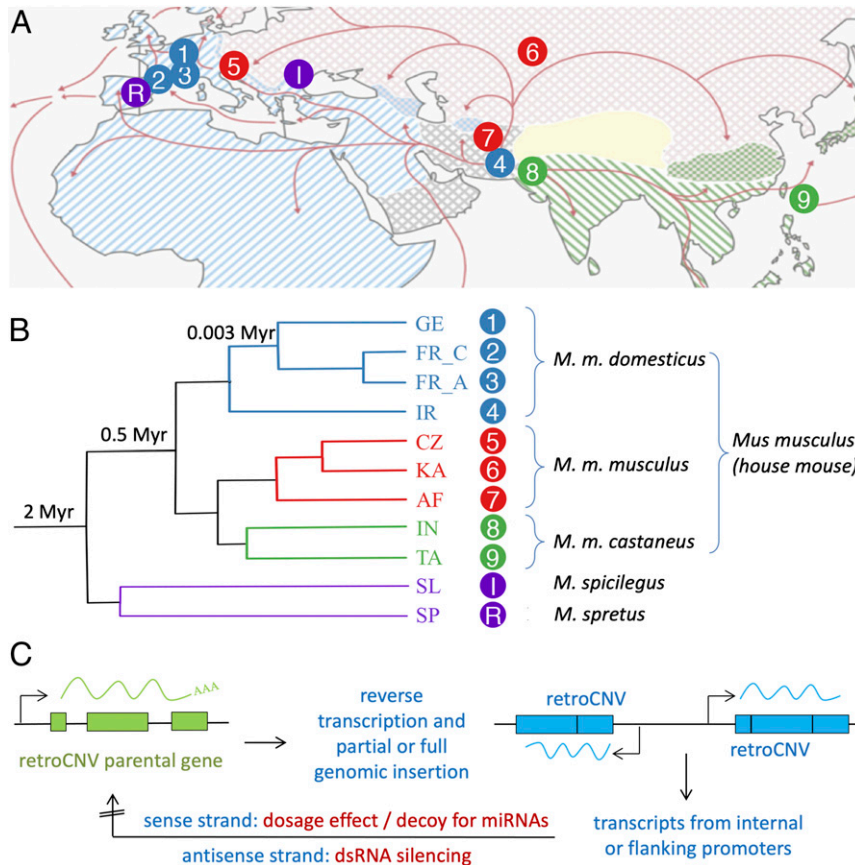 A
1
6
5
I
2
3
R
7
4
8
9
B
0.003 Myr
GE 1
FR_C 2 M. m. domesticus
FR_A 3
IR 4
0.5 Myr
CZ 5 Mus musculus
KA 6 M. m. musculus (house mouse)
AF 7
2 Myr
IN 8 M. m. castaneus
TA 9
SL I M. spicilegus
SP R M. spretus
C
AAA
retroCNV parental gene
reverse
transcription and
partial or full
genomic insertion
retroCNV
retroCNV
sense strand: dosage effect / decoy for miRNAs
antisense strand: dsRNA silencing
transcripts from internal
or flanking promoters